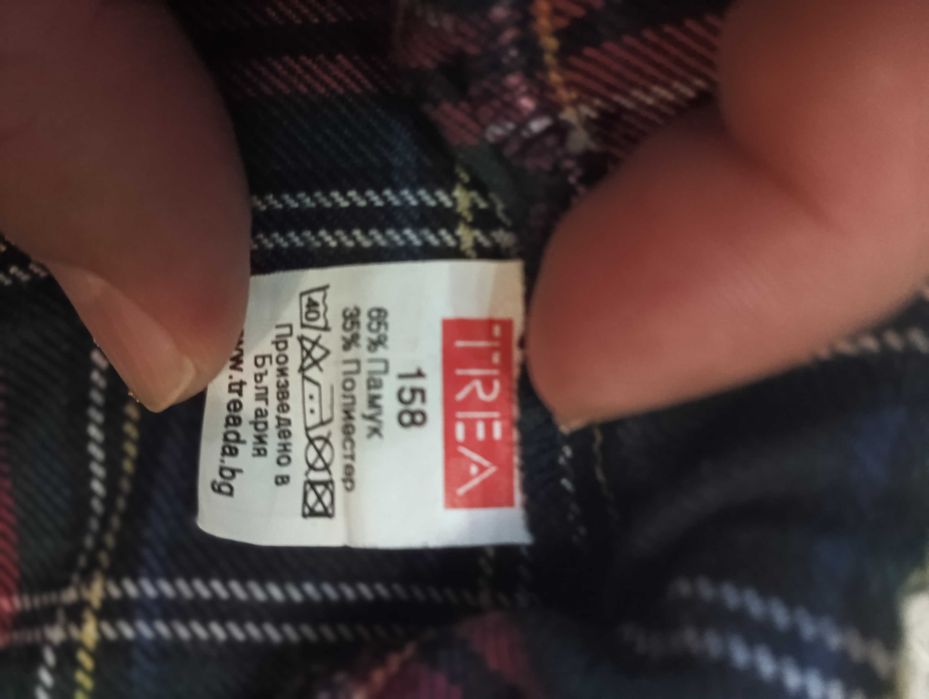 TREA
158
65% Памук
35% Полиестер
40
Произведено в
България
www.treada.bg